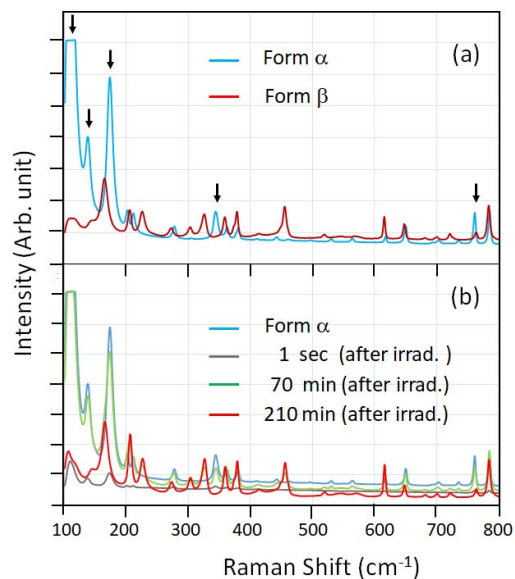 (a)
Form α
Form β
Intensity (Arb. unit)
(b)
Form α
1 sec (after irrad. )
70 min (after irrad.)
210 min (after irrad.)
100 200 300 400 500 600 700 800
Raman Shift (cm-1)